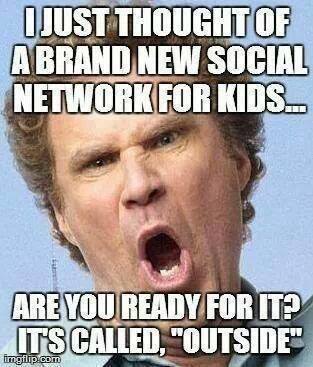 I JUST THOUGHT OF
A BRAND NEW SOCIAL
NETWORK FOR KIDS...
ARE YOU READY FOR IT?
IT'S CALLED, "OUTSIDE"
imgflip.com